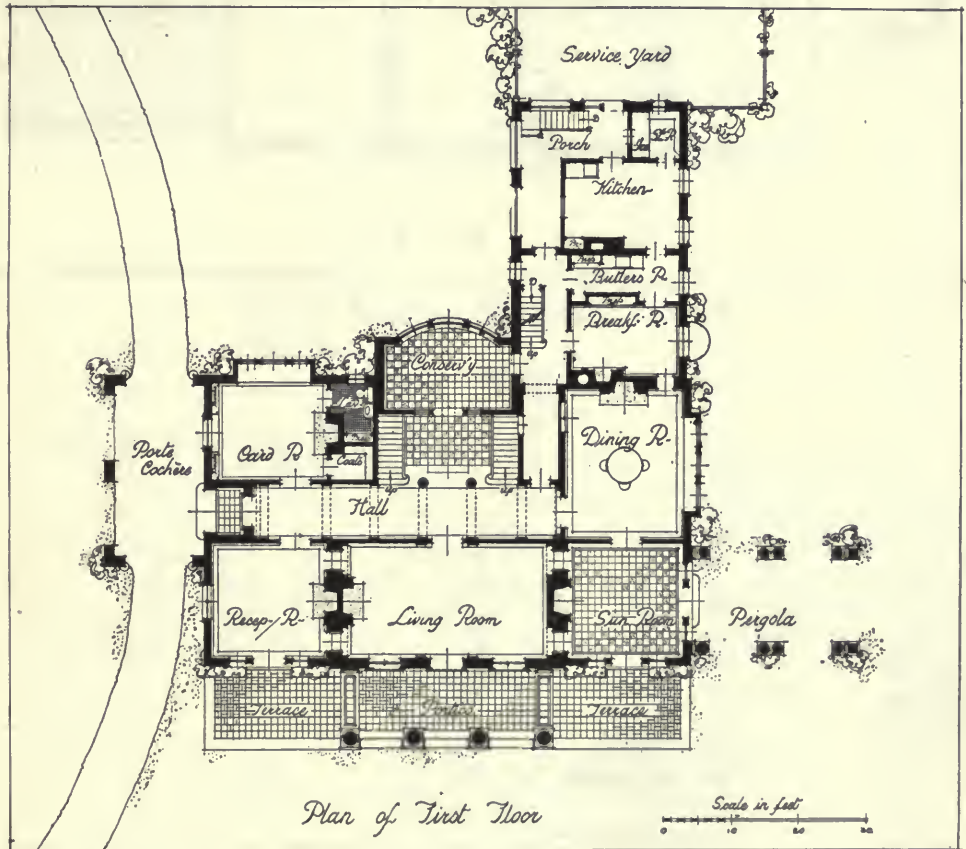 Service Yard
Porch
Kitchen
Butlers R.
Breakf. R.
Conserv'y
Dining R.
Card R
Coats
Porte
Cochère
Hall
Recep. R.
Living Room
Sun Room
Pergola
Terrace
Portico
Terrace
Plan of First Floor
Scale in feet
0 10 20 30